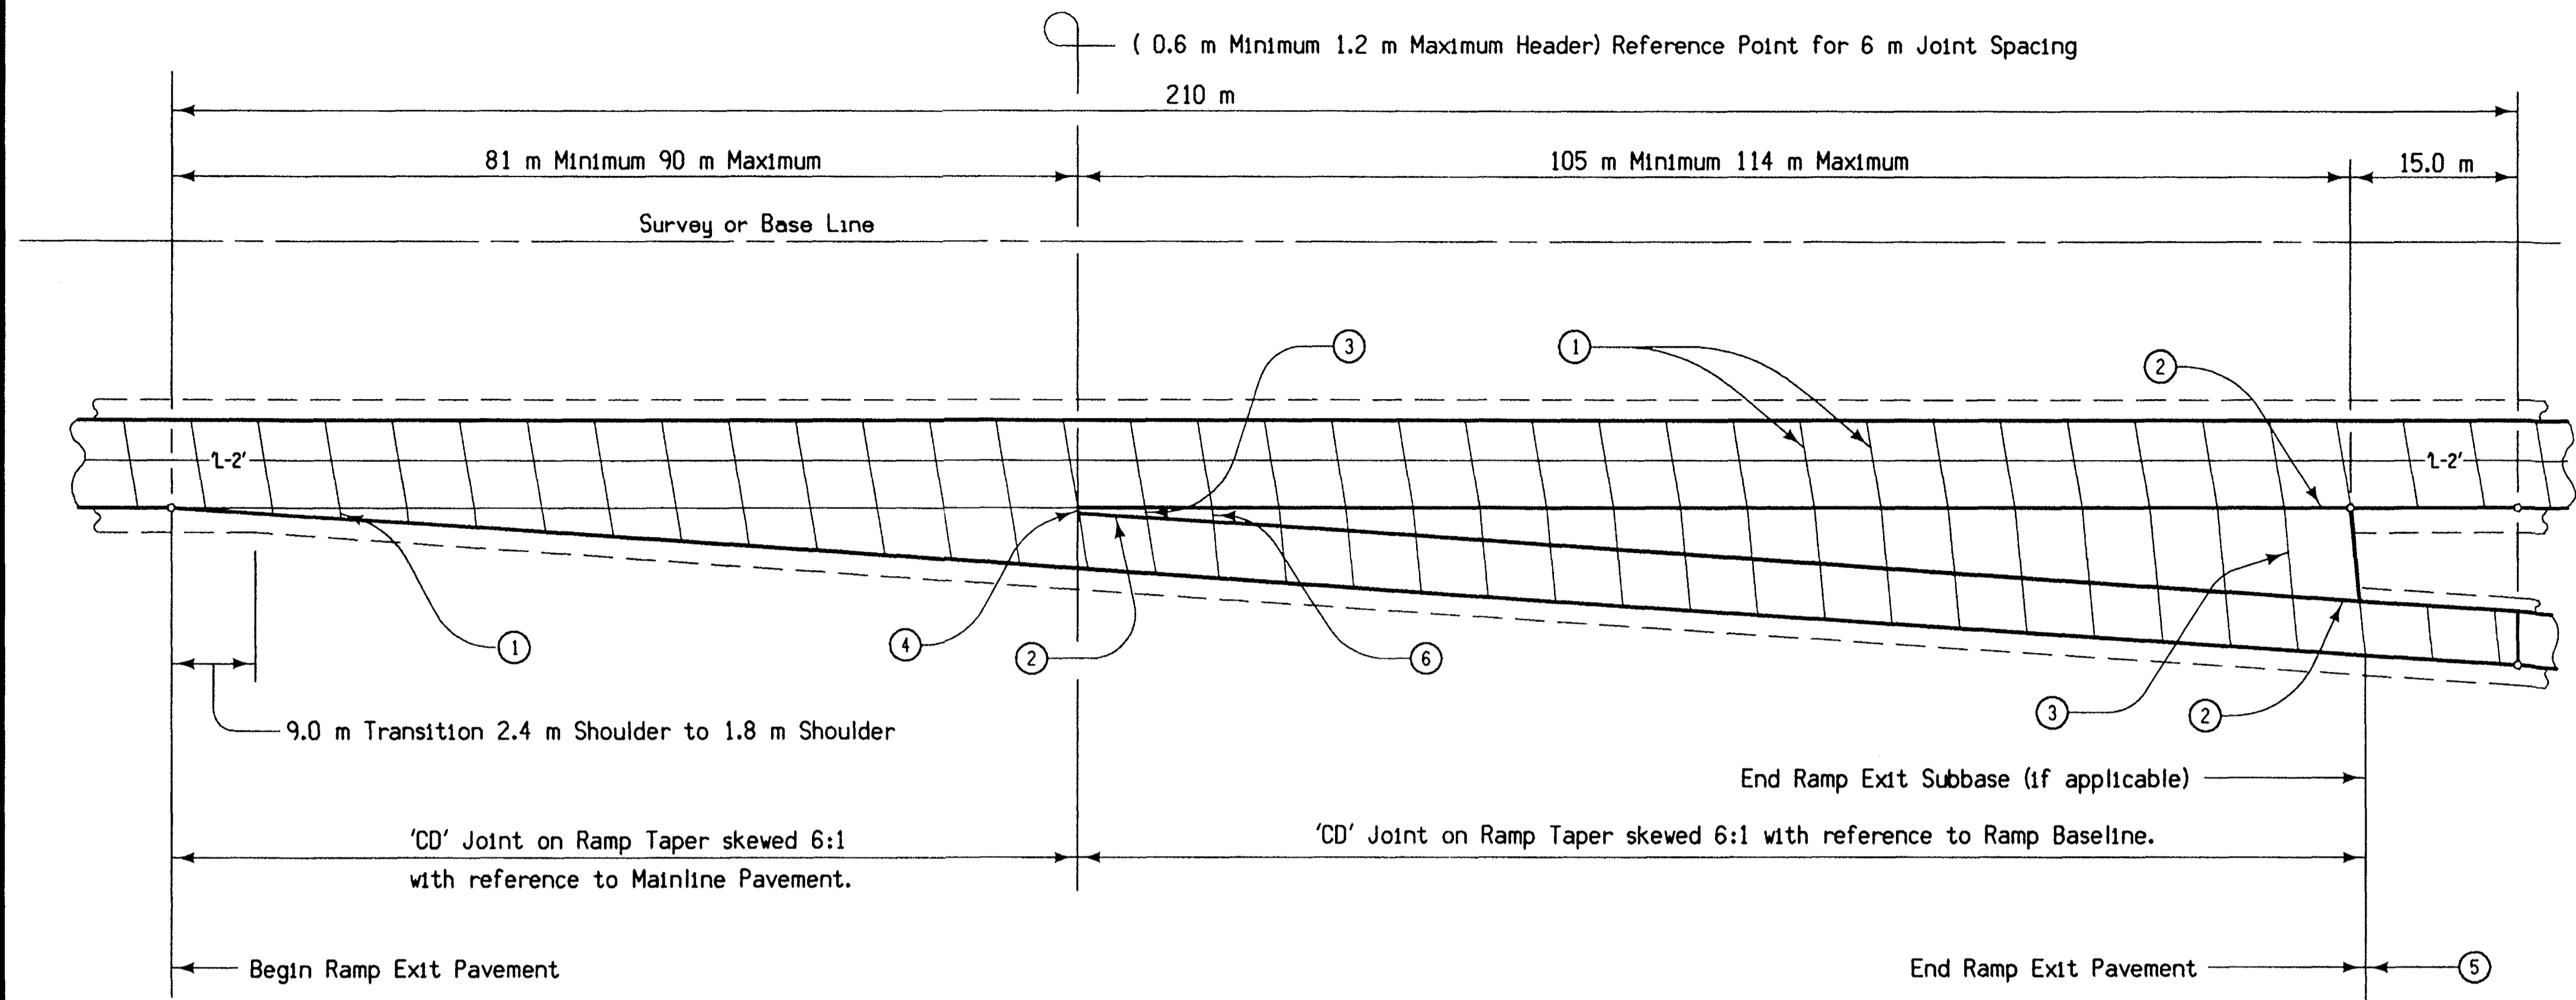 ( 0.6 m Minimum 1.2 m Maximum Header) Reference Point for 6 m Joint Spacing
210 m
81 m Minimum 90 m Maximum
105 m Minimum 114 m Maximum
15.0 m
Survey or Base Line
3
1
2
'L-2'
'L-2'
1
4
2
6
3
2
9.0 m Transition 2.4 m Shoulder to 1.8 m Shoulder
End Ramp Exit Subbase (if applicable)
'CD' Joint on Ramp Taper skewed 6:1
with reference to Mainline Pavement.
'CD' Joint on Ramp Taper skewed 6:1 with reference to Ramp Baseline.
Begin Ramp Exit Pavement
End Ramp Exit Pavement
5